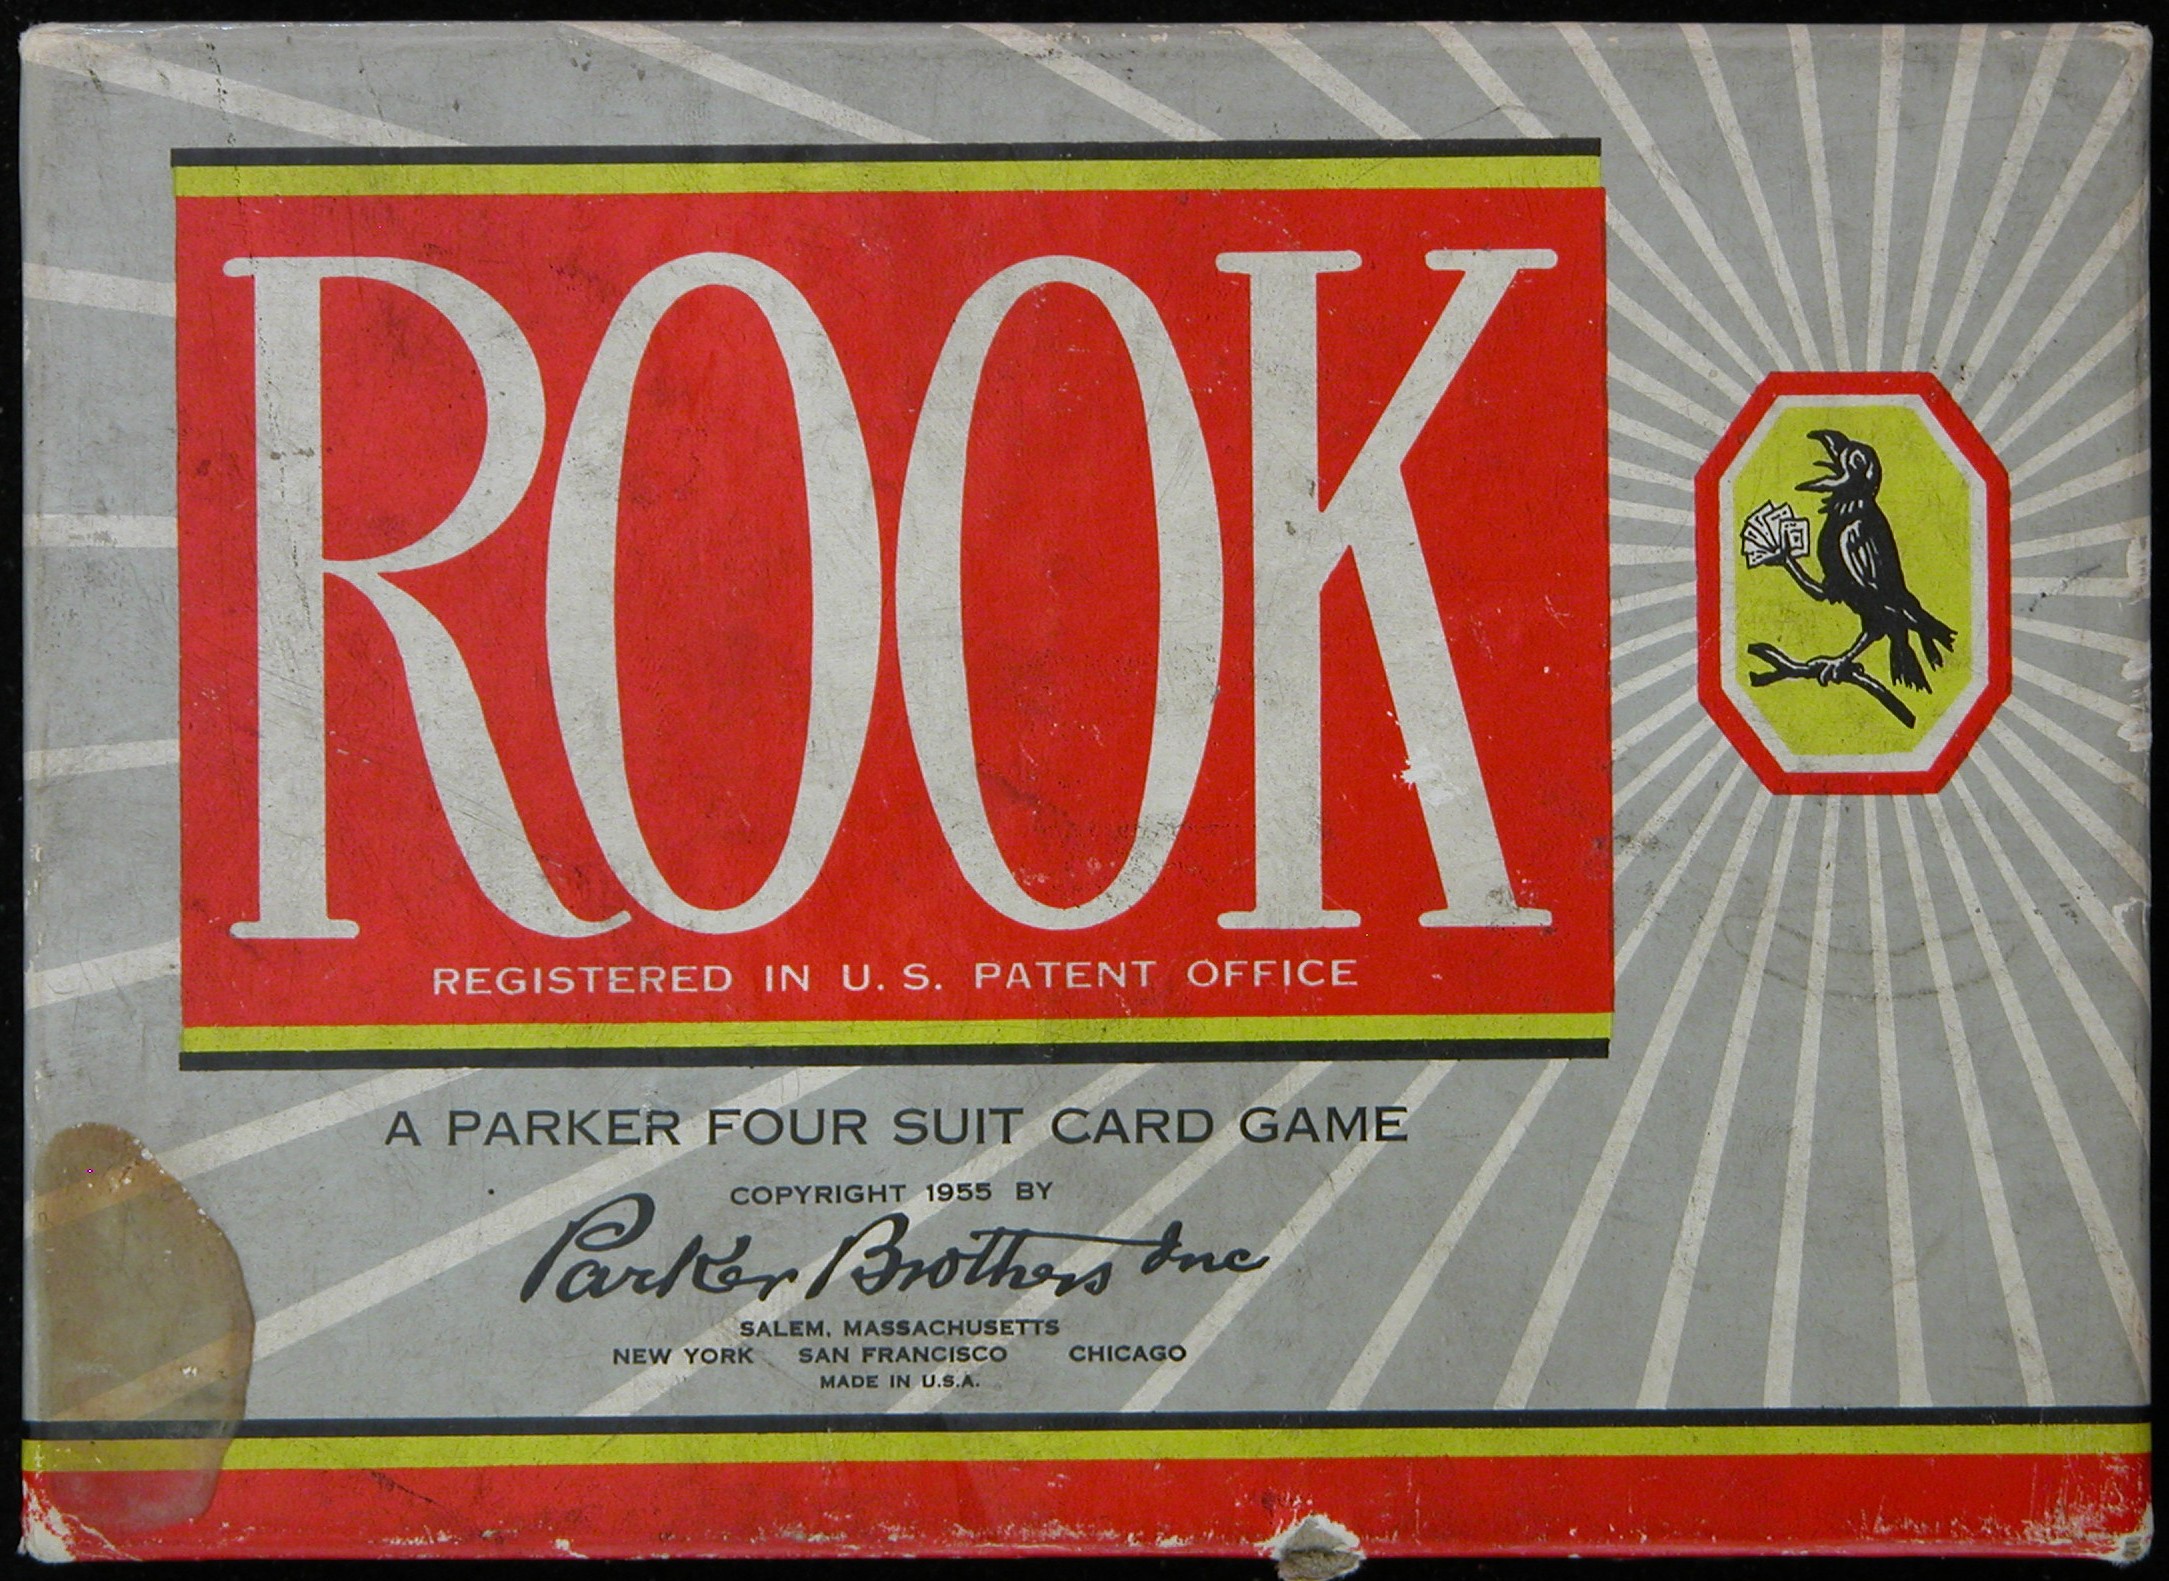 ROOK
REGISTERED IN U. S. PATENT OFFICE
A PARKER FOUR SUIT CARD GAME
COPYRIGHT 1955 BY
Parker Brothers Inc
SALEM, MASSACHUSETTS
NEW YORK SAN FRANCISCO CHICAGO
MADE IN U.S.A.